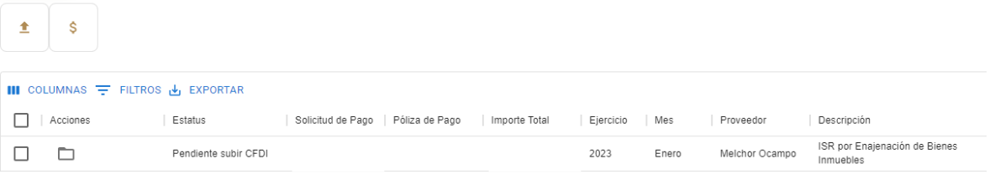 $
COLUMNAS FILTROS EXPORTAR
Acciones Estatus Solicitud de Pago Póliza de Pago Importe Total Ejercicio Mes Proveedor Descripción
Pendiente subir CFDI 2023 Enero Melchor Ocampo ISR por Enajenación de Bienes
Inmuebles